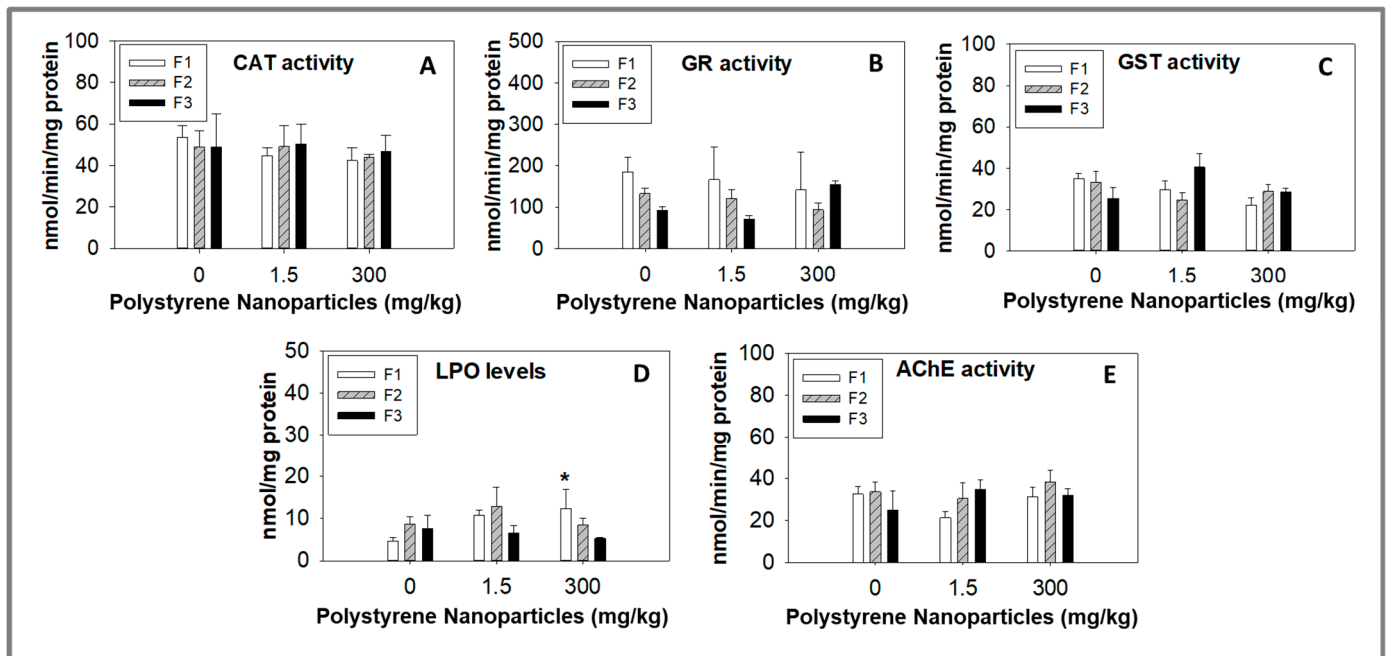 CAT activity
A
nmol/min/mg protein
100
80
60
40
20
0
F1
F2
F3
0 1.5 300
Polystyrene Nanoparticles (mg/kg)
GR activity
B
nmol/min/mg protein
500
400
300
200
100
0
F1
F2
F3
0 1.5 300
Polystyrene Nanoparticles (mg/kg)
GST activity
C
nmol/min/mg protein
100
80
60
40
20
0
F1
F2
F3
0 1.5 300
Polystyrene Nanoparticles (mg/kg)
LPO levels
D
nmol/mg protein
50
40
30
20
10
0
F1
F2
F3
*
0 1.5 300
Polystyrene Nanoparticles (mg/kg)
AChE activity
E
nmol/min/mg protein
100
80
60
40
20
0
F1
F2
F3
0 1.5 300
Polystyrene Nanoparticles (mg/kg)